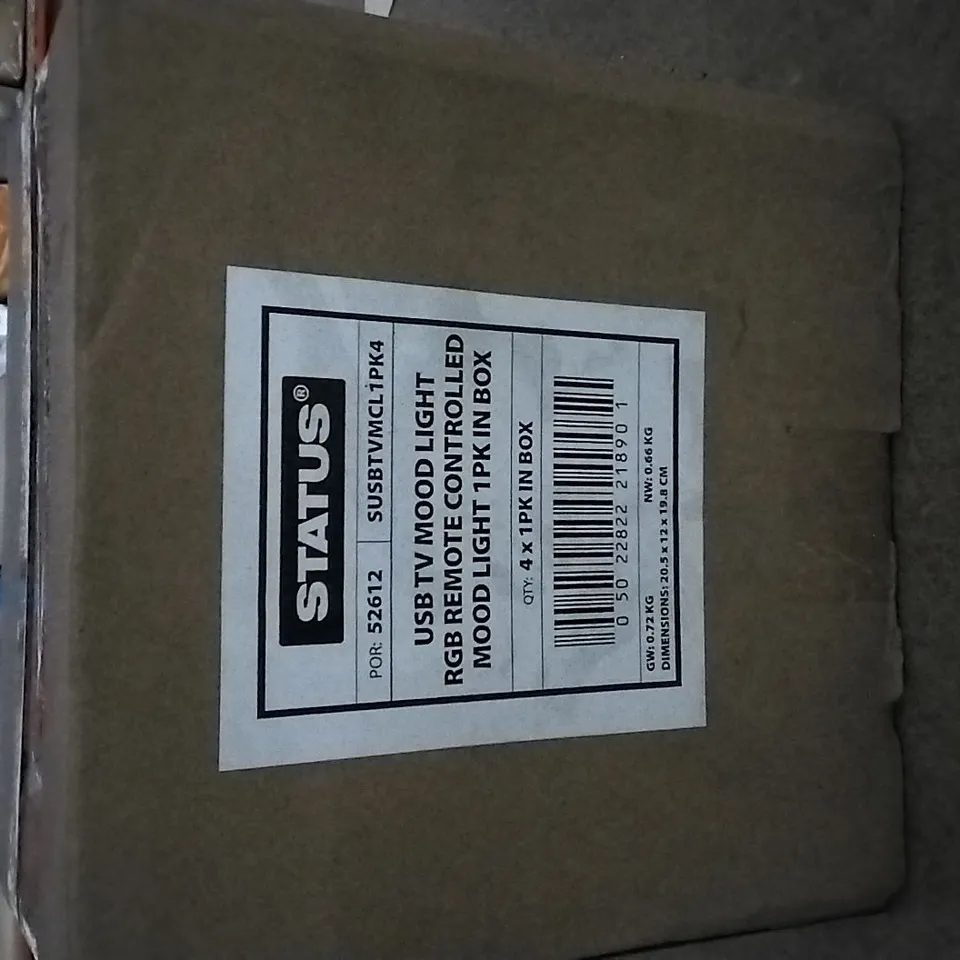 STATUS®
POR: 52612 SUSBTVMCL1PK4
USB TV MOOD LIGHT
RGB REMOTE CONTROLLED
MOOD LIGHT 1PK IN BOX
QTY: 4 x 1PK IN BOX
0 50 22822 21890 1
GW: 0.72 KG NW: 0.66 KG
DIMENSIONS: 20.5 x 12 x 19.8 CM